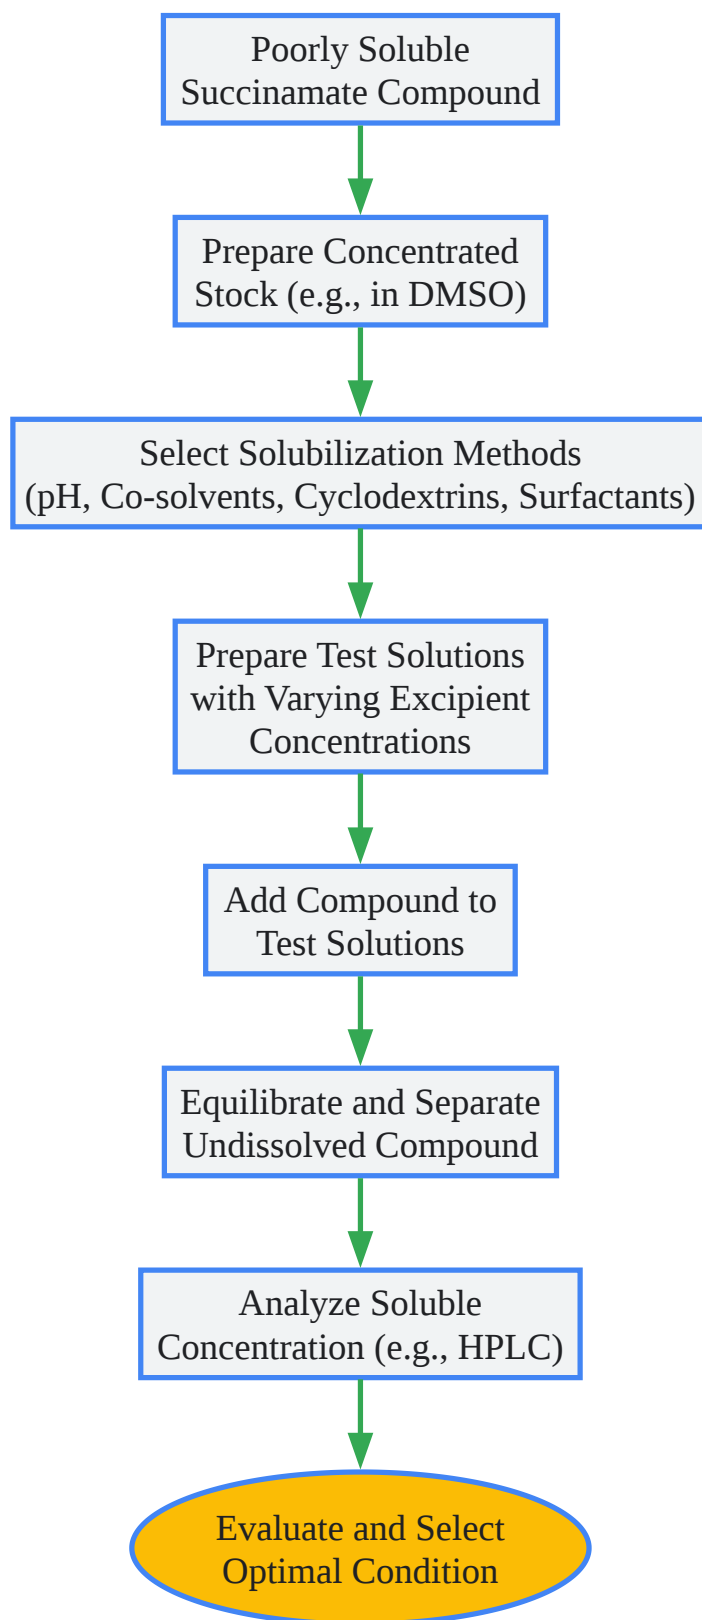 Poorly Soluble
Succinamate Compound
Prepare Concentrated
Stock (e.g., in DMSO)
Select Solubilization Methods
(pH, Co-solvents, Cyclodextrins, Surfactants)
Prepare Test Solutions
with Varying Excipient
Concentrations
Add Compound to
Test Solutions
Equilibrate and Separate
Undissolved Compound
Analyze Soluble
Concentration (e.g., HPLC)
Evaluate and Select
Optimal Condition